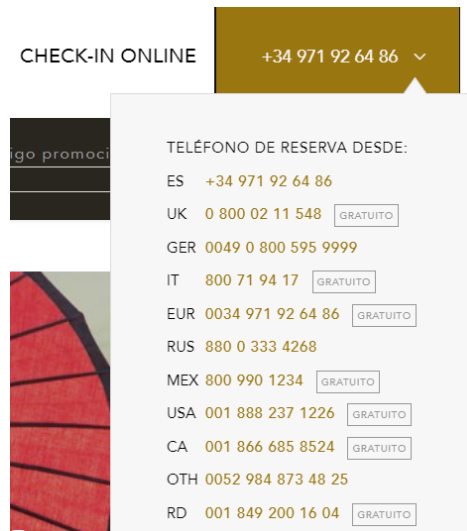 CHECK-IN ONLINE +34 971 92 64 86
igo promoci
TELÉFONO DE RESERVA DESDE:
ES +34 971 92 64 86
UK 0 800 02 11 548 GRATUITO
GER 0049 0 800 595 9999
IT 800 71 94 17 GRATUITO
EUR 0034 971 92 64 86 GRATUITO
RUS 880 0 333 4268
MEX 800 990 1234 GRATUITO
USA 001 888 237 1226 GRATUITO
CA 001 866 685 8524 GRATUITO
OTH 0052 984 873 48 25
RD 001 849 200 16 04 GRATUITO